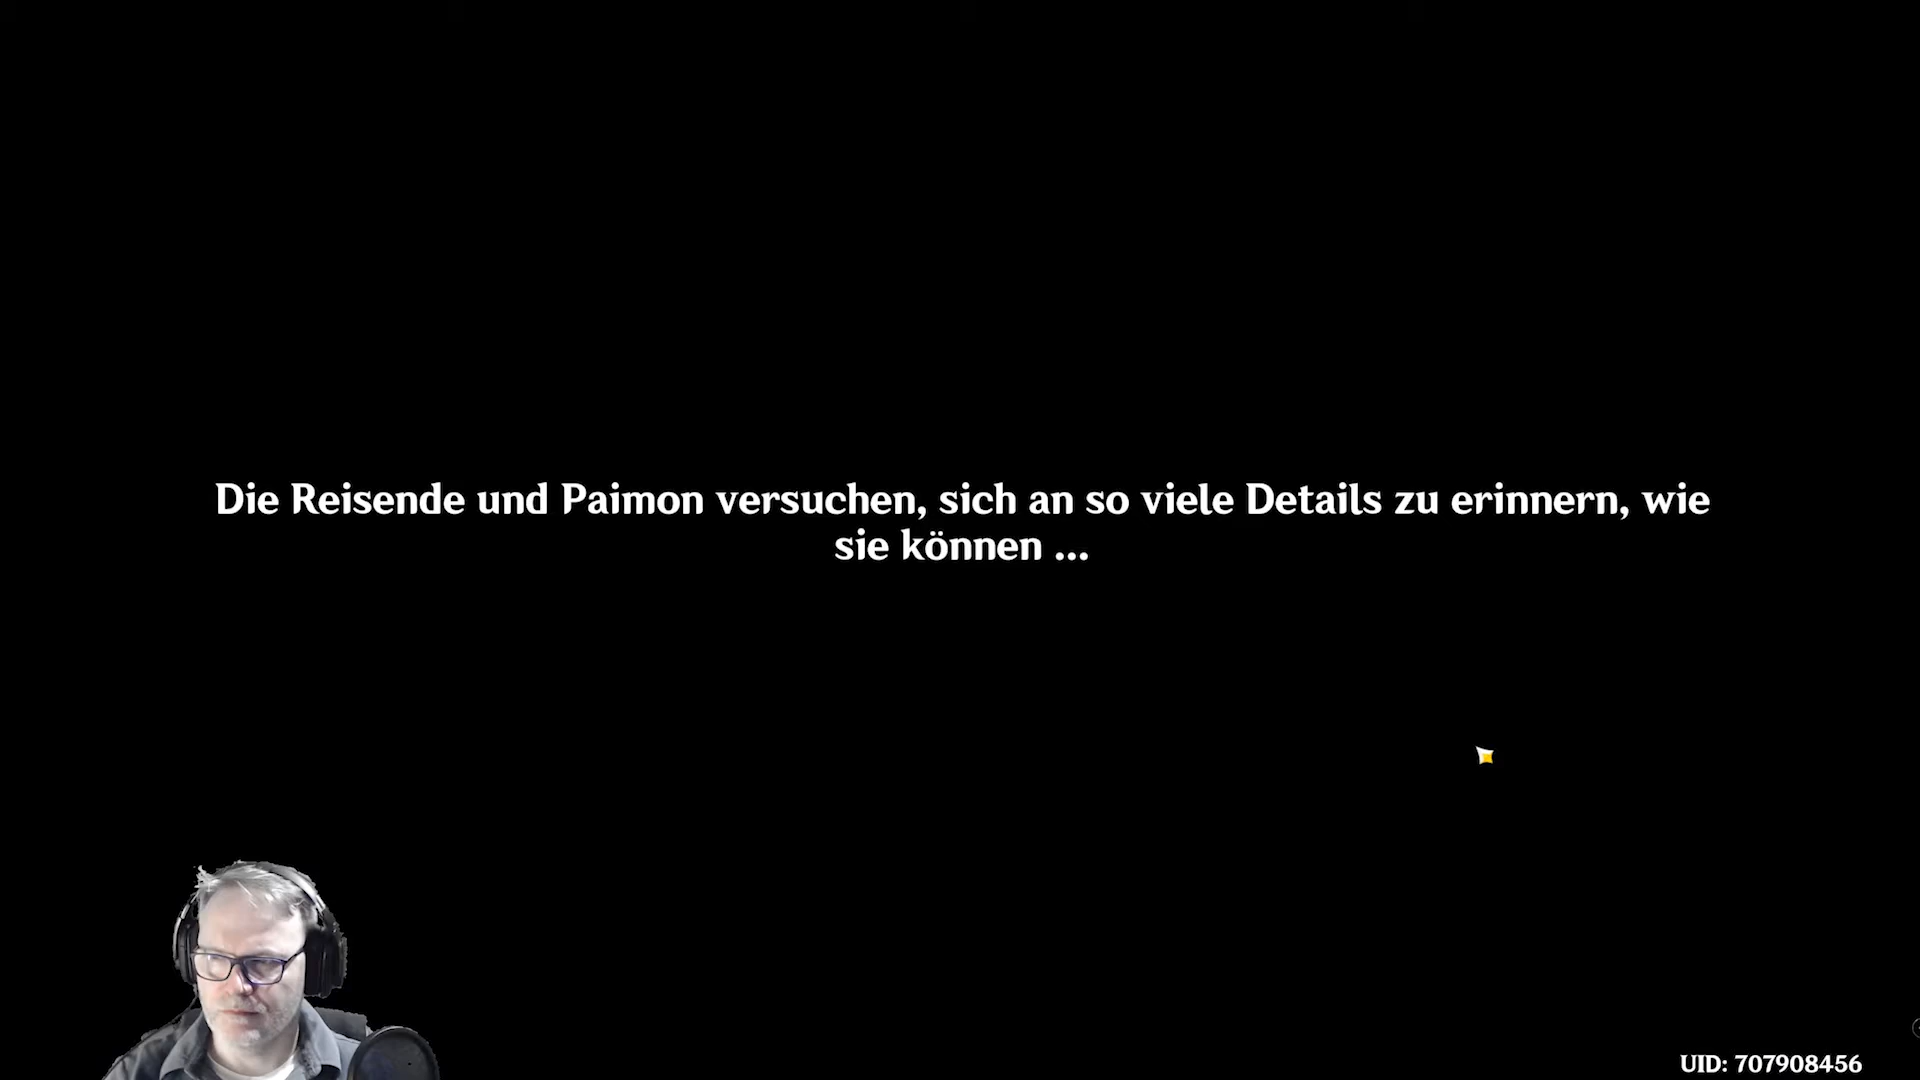 Die Reisende und Paimon versuchen, sich an so viele Details zu erinnern, wie
sie können ...
UID: 707908456